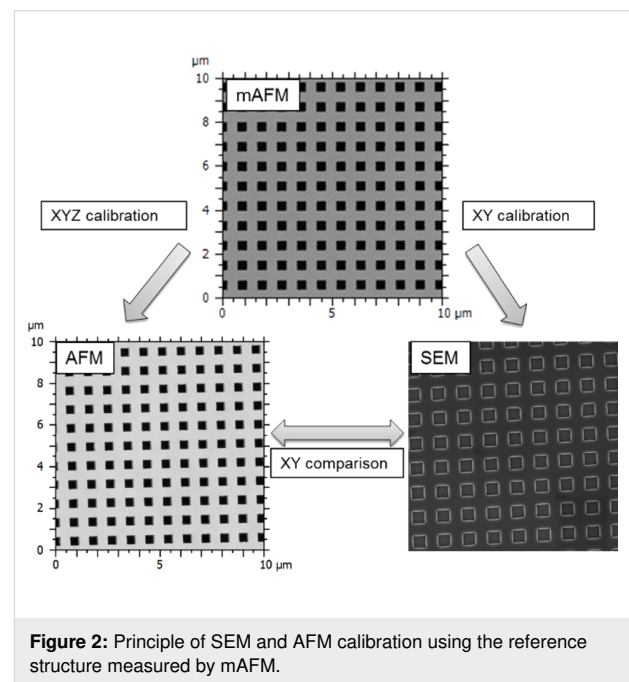 µm
10
mAFM
8
6
XYZ calibration
XY calibration
4
2
0
0 5 10 µm
µm
10
AFM
SEM
8
6
XY comparison
4
2
0
0 5 10 µm
Figure 2: Principle of SEM and AFM calibration using the reference
structure measured by mAFM.